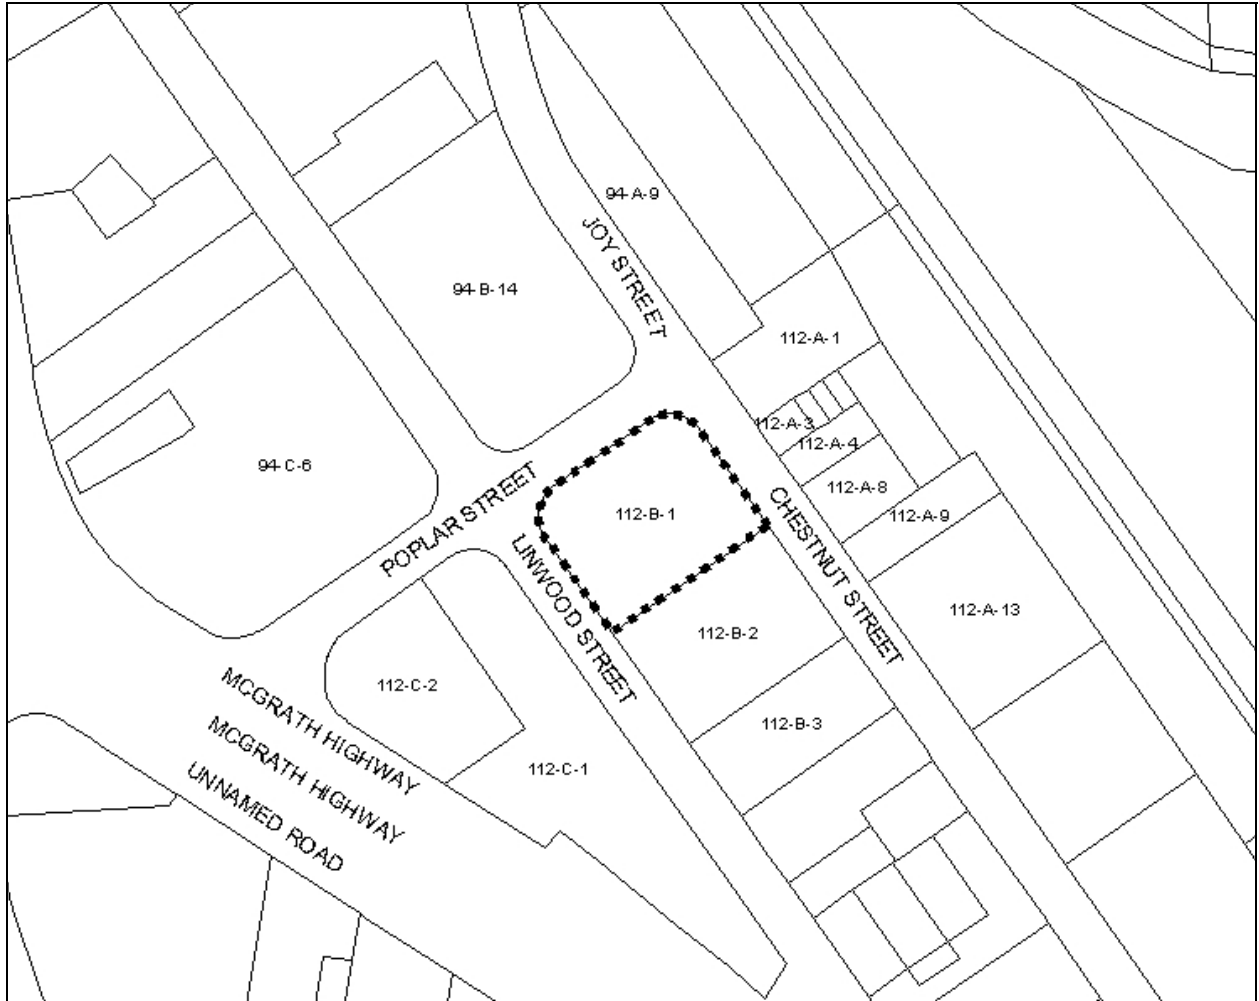 94-A-9
JOY STREET
94-B-14
112-A-1
112-A-3
112-A-4
94-C-6
112-A-8
112-B-1
112-A-9
POPLAR STREET
CHESTNUT STREET
LINWOOD STREET
112-A-13
112-B-2
112-C-2
MCGRATH HIGHWAY
112-B-3
MCGRATH HIGHWAY
112-C-1
UNNAMED ROAD